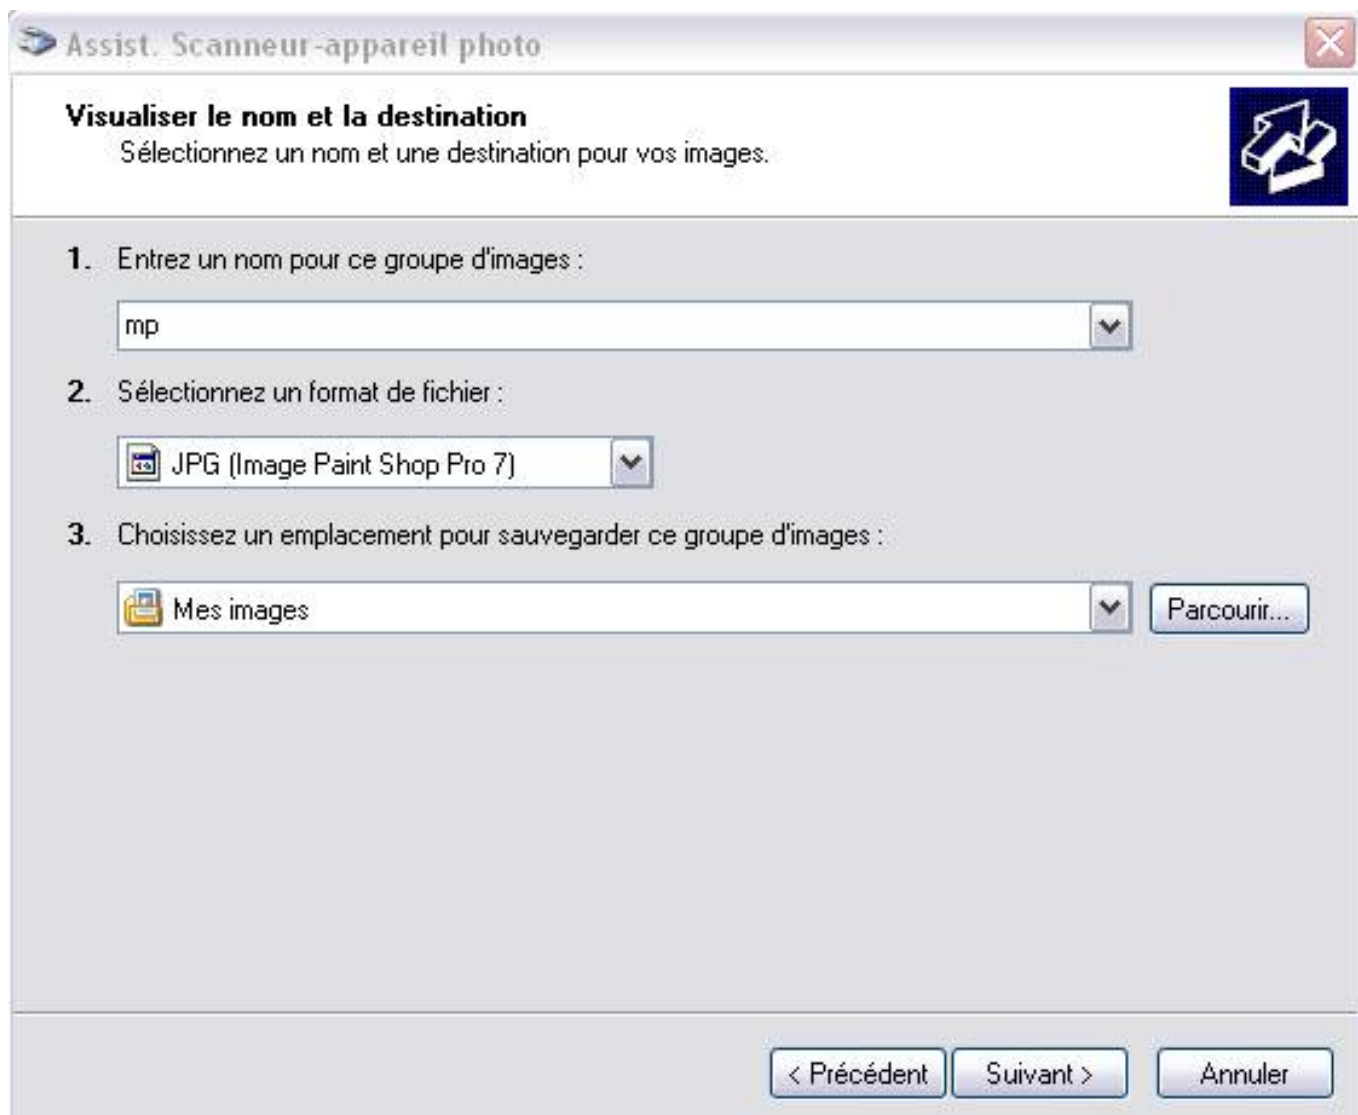 Assist. Scanneur-appareil photo
Visualiser le nom et la destination
Sélectionnez un nom et une destination pour vos images.
1. Entrez un nom pour ce groupe d'images :
mp
2. Sélectionnez un format de fichier :
JPG (Image Paint Shop Pro 7)
3. Choisissez un emplacement pour sauvegarder ce groupe d'images :
Mes images Parcourir...
< Précédent Suivant > Annuler